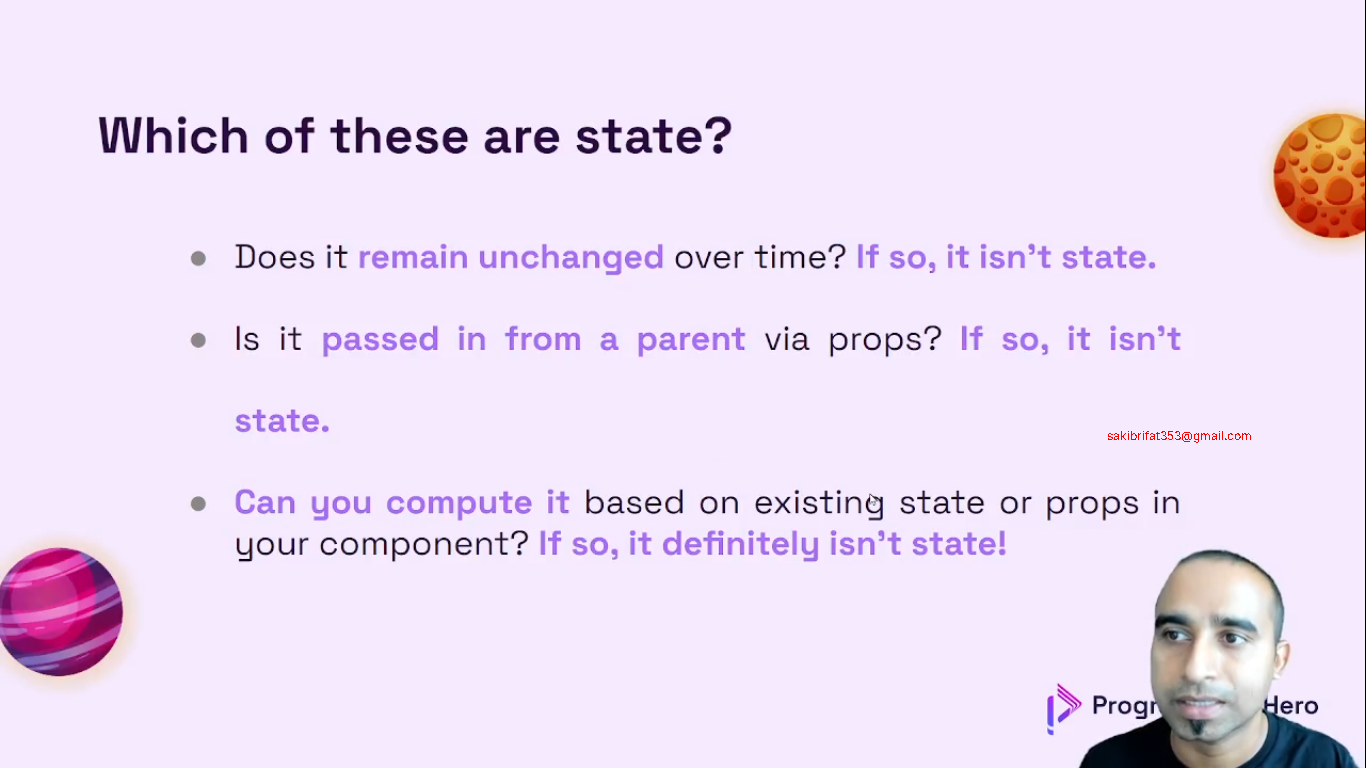 Which of these are state?
Does it remain unchanged over time? If so, it isn't state.
Is it passed in from a parent via props? If so, it isn't
state.
sakibrifat353@gmail.com
Can you compute it based on existing state or props in
your component? If so, it definitely isn't state!
Hero